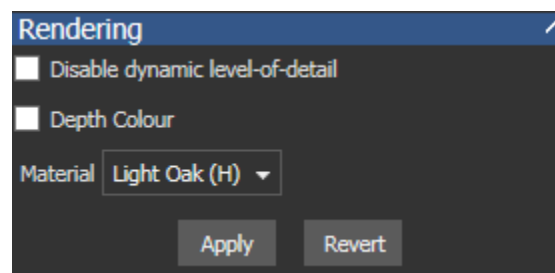 Rendering
Disable dynamic level-of-detail
Depth Colour
Material Light Oak (H)
Apply Revert